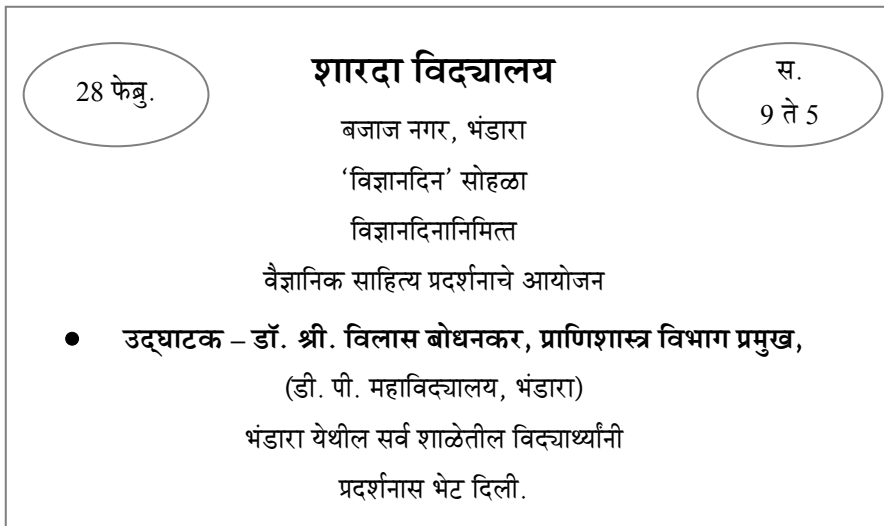 28 फेब्रु.
शारदा विद्यालय
स.
9 ते 5
बजाज नगर, भंडारा
‘विज्ञानदिन’ सोहळा
विज्ञानदिनानिमित्त
वैज्ञानिक साहित्य प्रदर्शनाचे आयोजन
• उद्‌घाटक – डॉ. श्री. विलास बोधनकर, प्राणिशास्त्र विभाग प्रमुख,
(डी. पी. महाविद्यालय, भंडारा)
भंडारा येथील सर्व शाळेतील विद्यार्थ्यांनी
प्रदर्शनास भेट दिली.